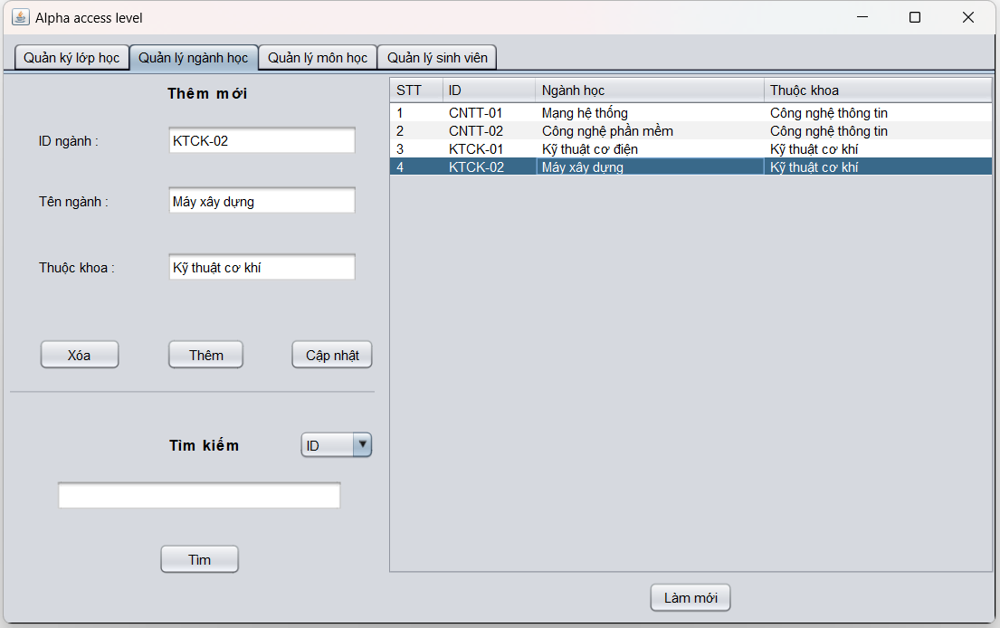 Alpha access level
Quản ký lớp học Quản lý ngành học Quản lý môn học Quản lý sinh viên
Thêm mới
ID ngành : KTCK-02
Tên ngành : Máy xây dựng
Thuộc khoa : Kỹ thuật cơ khí
Xóa Thêm Cập nhật
Tìm kiếm ID
Tìm
STT ID Ngành học Thuộc khoa
1 CNTT-01 Mạng hệ thống Công nghệ thông tin
2 CNTT-02 Công nghệ phần mềm Công nghệ thông tin
3 KTCK-01 Kỹ thuật cơ điện Kỹ thuật cơ khí
4 KTCK-02 Máy xây dựng Kỹ thuật cơ khí
Làm mới